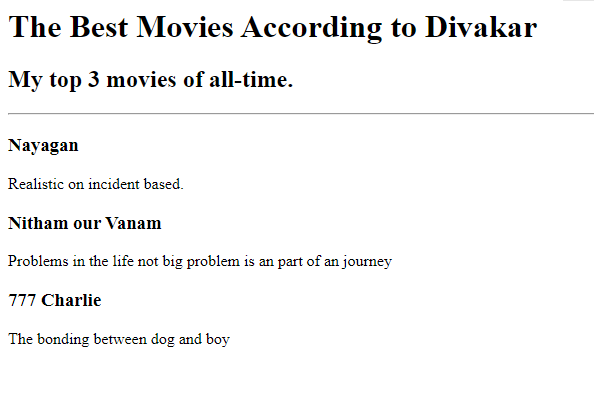 The Best Movies According to Divakar
My top 3 movies of all-time.
Nayagan
Realistic on incident based.
Nitham our Vanam
Problems in the life not big problem is an part of an journey
777 Charlie
The bonding between dog and boy